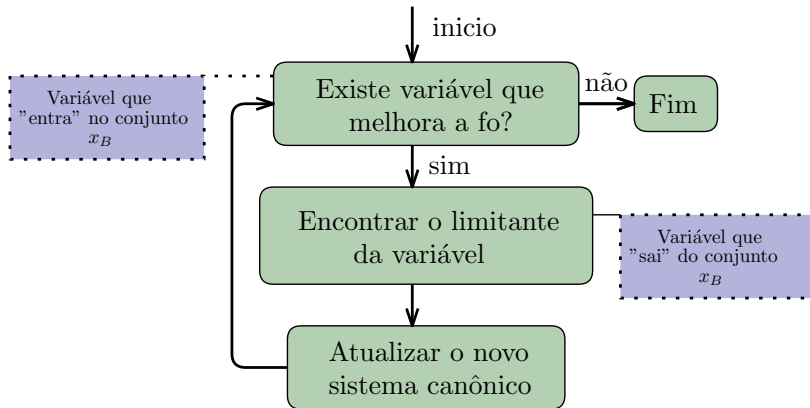 inicio
Existe variável que
melhora a fo?
não
Fim
Variável que
"entra" no conjunto
x_B
sim
Encontrar o limitante
da variável
Variável que
"sai" do conjunto
x_B
Atualizar o novo
sistema canônico